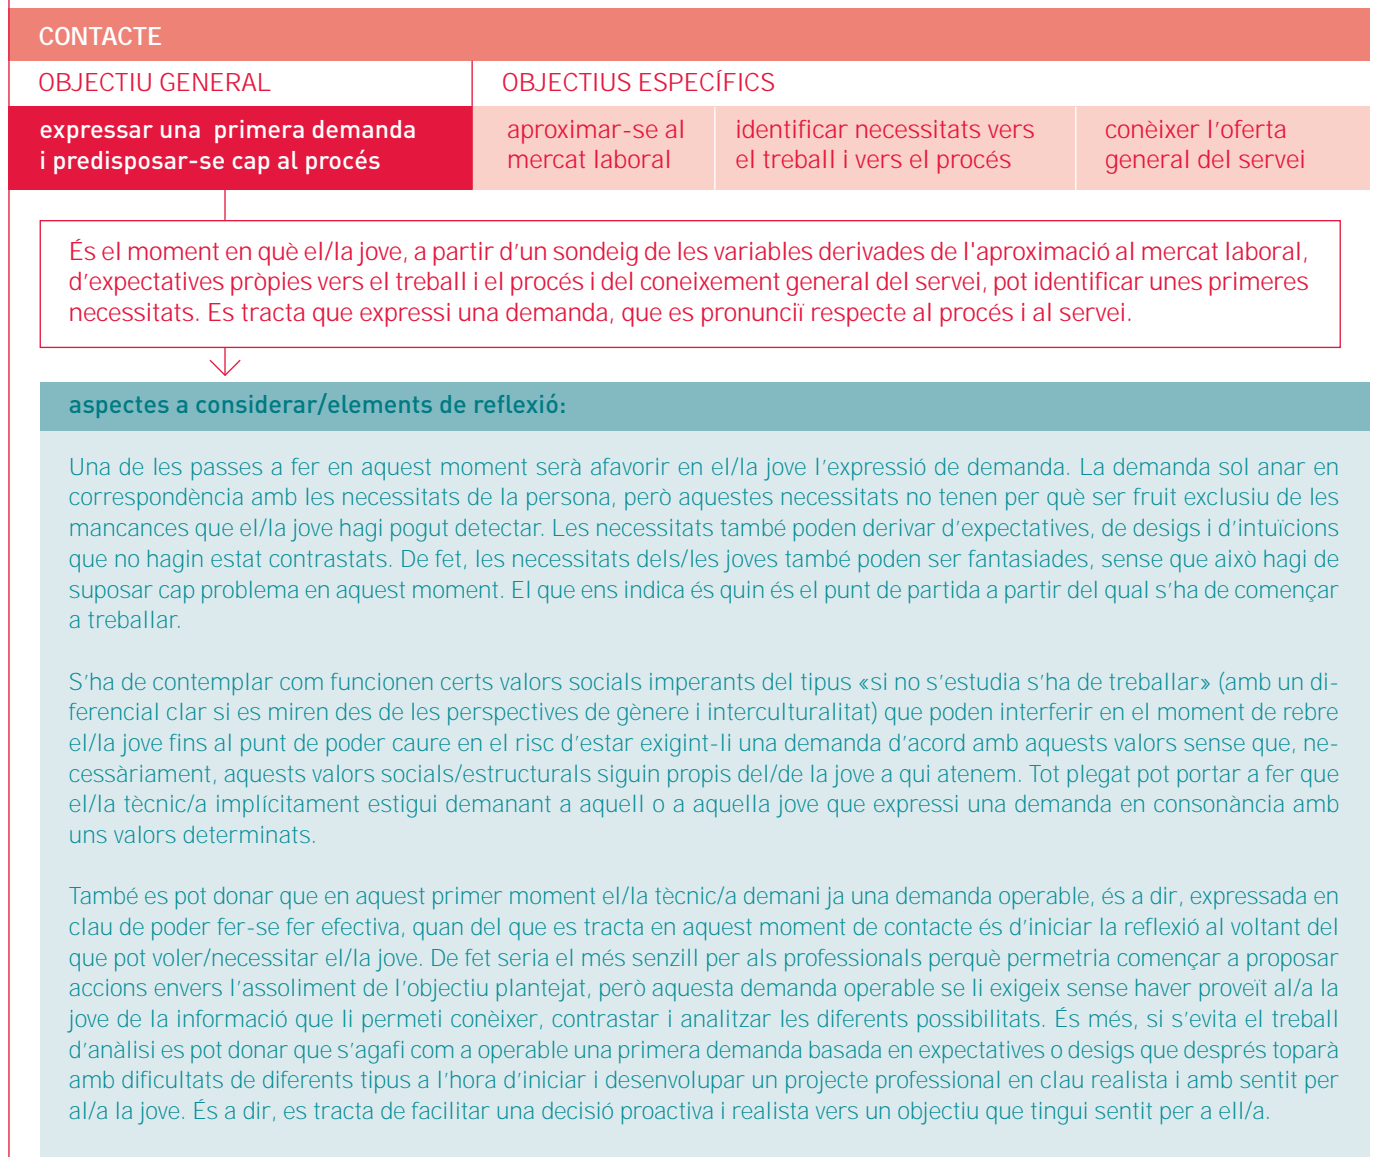 CONTACTE
OBJECTIU GENERAL
OBJECTIUS ESPECÍFICS
expressar una primera demanda
i predisposar-se cap al procés
aproximar-se al
mercat laboral
identificar necessitats vers
el treball i vers el procés
conèixer l’oferta
general del servei
És el moment en què el/la jove, a partir d’un sondeig de les variables derivades de l'aproximació al mercat laboral,
d’expectatives pròpies vers el treball i el procés i del coneixement general del servei, pot identificar unes primeres
necessitats. Es tracta que expressi una demanda, que es pronunciï respecte al procés i al servei.
aspectes a considerar/elements de reflexió:
Una de les passes a fer en aquest moment serà afavorir en el/la jove l’expressió de demanda. La demanda sol anar en
correspondència amb les necessitats de la persona, però aquestes necessitats no tenen per què ser fruit exclusiu de les
mancances que el/la jove hagi pogut detectar. Les necessitats també poden derivar d’expectatives, de desigs i d’intuïcions
que no hagin estat contrastats. De fet, les necessitats dels/les joves també poden ser fantasiades, sense que això hagi de
suposar cap problema en aquest moment. El que ens indica és quin és el punt de partida a partir del qual s’ha de començar
a treballar.
S’ha de contemplar com funcionen certs valors socials imperants del tipus «si no s’estudia s’ha de treballar» (amb un di-
ferencial clar si es miren des de les perspectives de gènere i interculturalitat) que poden interferir en el moment de rebre
el/la jove fins al punt de poder caure en el risc d’estar exigint-li una demanda d’acord amb aquests valors sense que, ne-
cessàriament, aquests valors socials/estructurals siguin propis del/de la jove a qui atenem. Tot plegat pot portar a fer que
el/la tècnic/a implícitament estigui demanant a aquell o a aquella jove que expressi una demanda en consonància amb
uns valors determinats.
També es pot donar que en aquest primer moment el/la tècnic/a demani ja una demanda operable, és a dir, expressada en
clau de poder fer-se fer efectiva, quan del que es tracta en aquest moment de contacte és d’iniciar la reflexió al voltant del
que pot voler/necessitar el/la jove. De fet seria el més senzill per als professionals perquè permetria començar a proposar
accions envers l’assoliment de l’objectiu plantejat, però aquesta demanda operable se li exigeix sense haver proveït al/a la
jove de la informació que li permeti conèixer, contrastar i analitzar les diferents possibilitats. És més, si s’evita el treball
d’anàlisi es pot donar que s’agafi com a operable una primera demanda basada en expectatives o desigs que després toparà
amb dificultats de diferents tipus a l’hora d’iniciar i desenvolupar un projecte professional en clau realista i amb sentit per
al/a la jove. És a dir, es tracta de facilitar una decisió proactiva i realista vers un objectiu que tingui sentit per a ell/a.